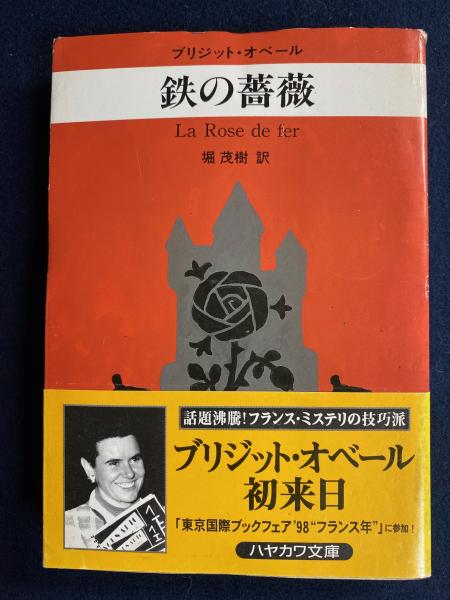 ブリジット・オベール
鉄の薔薇
La Rose de fer
堀 茂樹 訳
話題沸騰!フランス・ミステリの技巧派
ブリジット・オベール
初来日
「東京国際ブックフェア'98“フランス年”」に参加!
ハヤカワ文庫